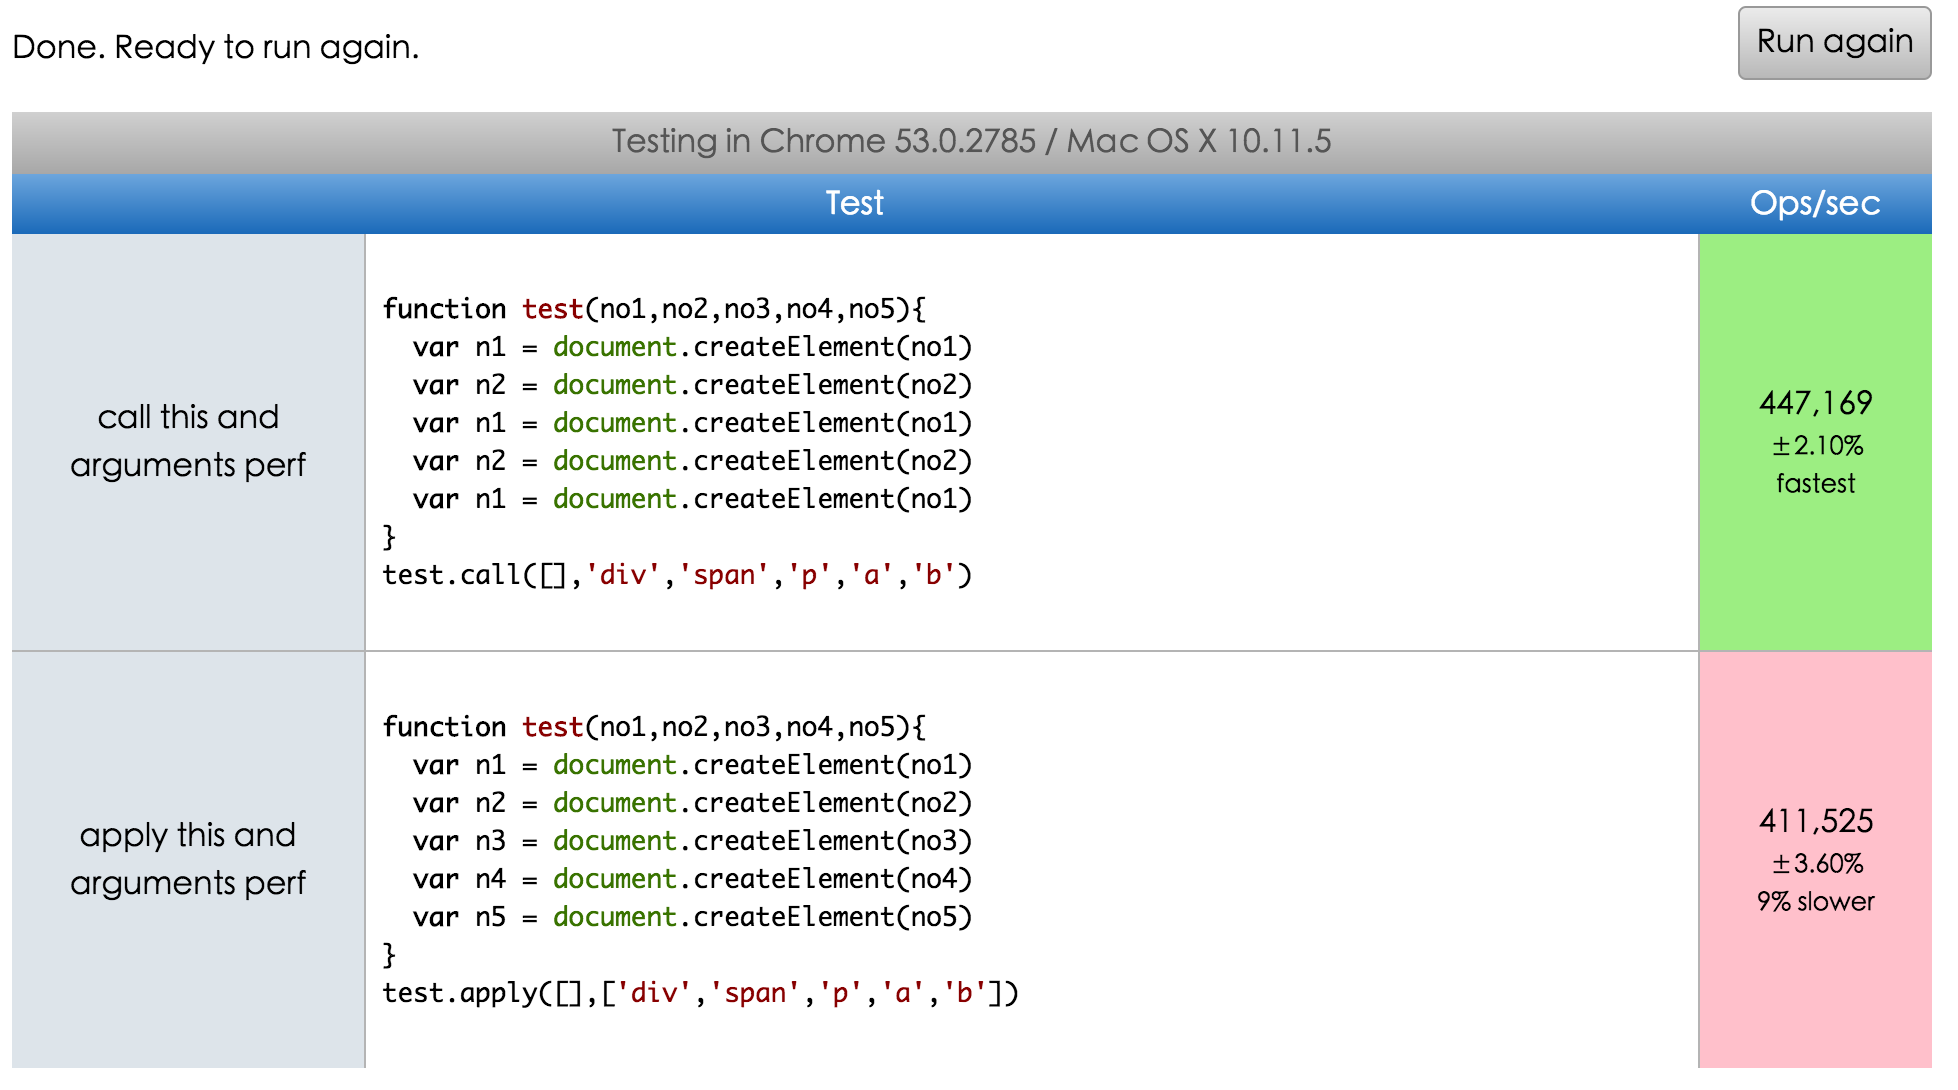 Done. Ready to run again.
Run again
Testing in Chrome 53.0.2785 / Mac OS X 10.11.5
Test
Ops/sec
call this and
arguments perf
function test(no1,no2,no3,no4,no5){
  var n1 = document.createElement(no1)
  var n2 = document.createElement(no2)
  var n1 = document.createElement(no1)
  var n2 = document.createElement(no2)
  var n1 = document.createElement(no1)
}
test.call([],'div','span','p','a','b')
447,169
±2.10%
fastest
apply this and
arguments perf
function test(no1,no2,no3,no4,no5){
  var n1 = document.createElement(no1)
  var n2 = document.createElement(no2)
  var n3 = document.createElement(no3)
  var n4 = document.createElement(no4)
  var n5 = document.createElement(no5)
}
test.apply([],['div','span','p','a','b'])
411,525
±3.60%
9% slower